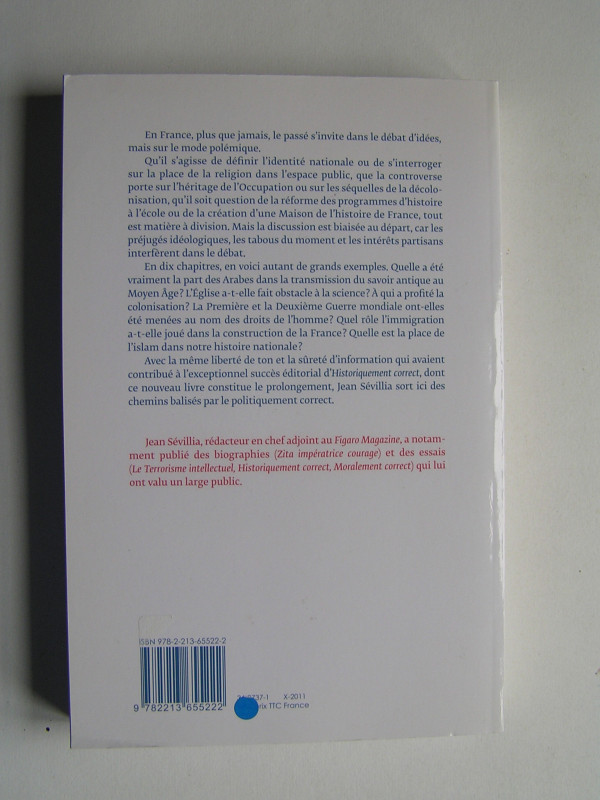 En France, plus que jamais, le passé s'invite dans le débat d'idées,
mais sur le mode polémique.
Qu'il s'agisse de définir l'identité nationale ou de s'interroger
sur la place de la religion dans l'espace public, que la controverse
porte sur l'héritage de l'Occupation ou sur les séquelles de la décolo-
nisation, qu'il soit question de la réforme des programmes d'histoire
à l'école ou de la création d'une Maison de l'histoire de France, tout
est matière à division. Mais la discussion est biaisée au départ, car les
préjugés idéologiques, les tabous du moment et les intérêts partisans
interfèrent dans le débat.
En dix chapitres, en voici autant de grands exemples. Quelle a été
vraiment la part des Arabes dans la transmission du savoir antique au
Moyen Âge ? L'Église a-t-elle fait obstacle à la science ? À qui a profité la
colonisation ? La Première et la Deuxième Guerre mondiale ont-elles
été menées au nom des droits de l'homme ? Quel rôle l'immigration
a-t-elle joué dans la construction de la France ? Quelle est la place de
l'islam dans notre histoire nationale ?
Avec la même liberté de ton et la sûreté d'information qui avaient
contribué à l'exceptionnel succès éditorial d'Historiquement correct, dont
ce nouveau livre constitue le prolongement, Jean Sévillia sort ici des
chemins balisés par le politiquement correct.
Jean Sévillia, rédacteur en chef adjoint au Figaro Magazine, a notam-
ment publié des biographies (Zita impératrice courage) et des essais
(Le Terrorisme intellectuel, Historiquement correct, Moralement correct) qui lui
ont valu un large public.
ISBN 978-2-213-65522-2
9 782213 655222
737-1 X-2011
TTC France